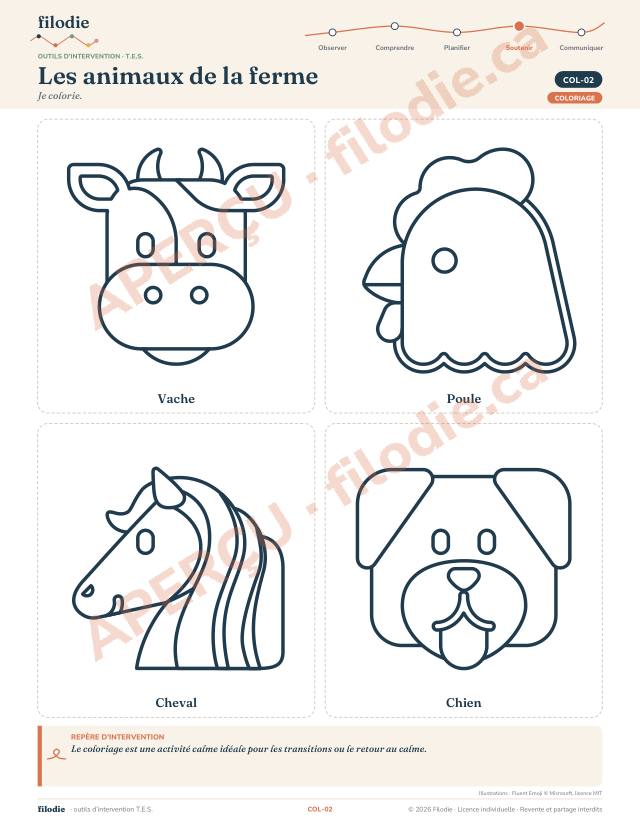 filodie
OUTILS D'INTERVENTION · T.E.S.
Observer Comprendre Planifier Soutenir Communiquer
Les animaux de la ferme
Je colorie.
COL-02
COLORIAGE
APERÇU · filodie.ca
Vache
Poule
APERÇU · filodie.ca
Cheval
Chien
REPÈRE D'INTERVENTION
Le coloriage est une activité calme idéale pour les transitions ou le retour au calme.
Illustrations : Fluent Emoji © Microsoft, licence MIT
filodie · outils d'intervention T.E.S. COL-02 © 2026 Filodie · Licence individuelle · Revente et partage interdits